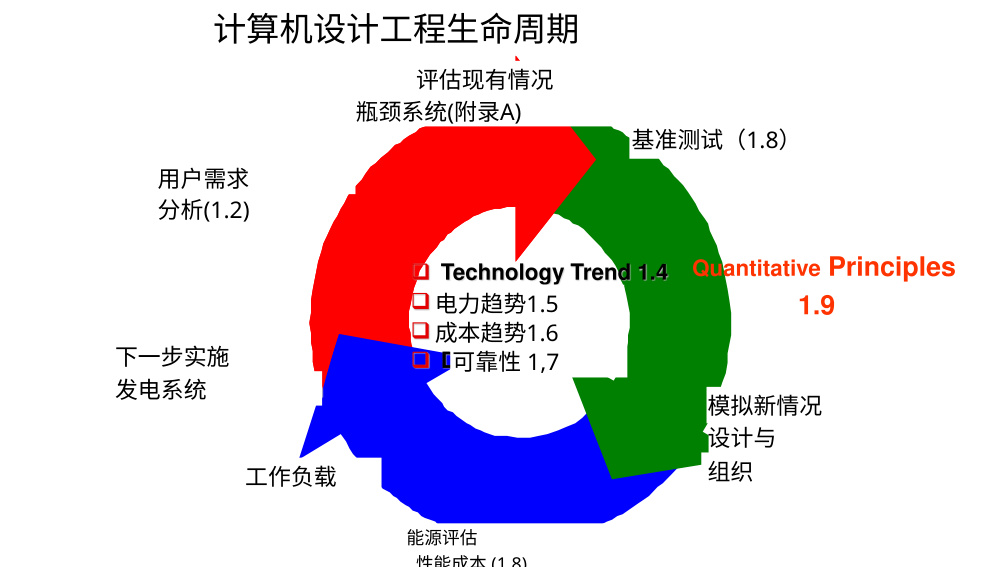 计算机设计工程生命周期
评估现有情况
瓶颈系统(附录A)
基准测试（1.8）
用户需求
分析(1.2)
Technology Trend 1.4
电力趋势1.5
成本趋势1.6
可靠性 1,7
Quantitative Principles
1.9
下一步实施
发电系统
模拟新情况
设计与
组织
工作负载
能源评估
性能成本 (1.8)